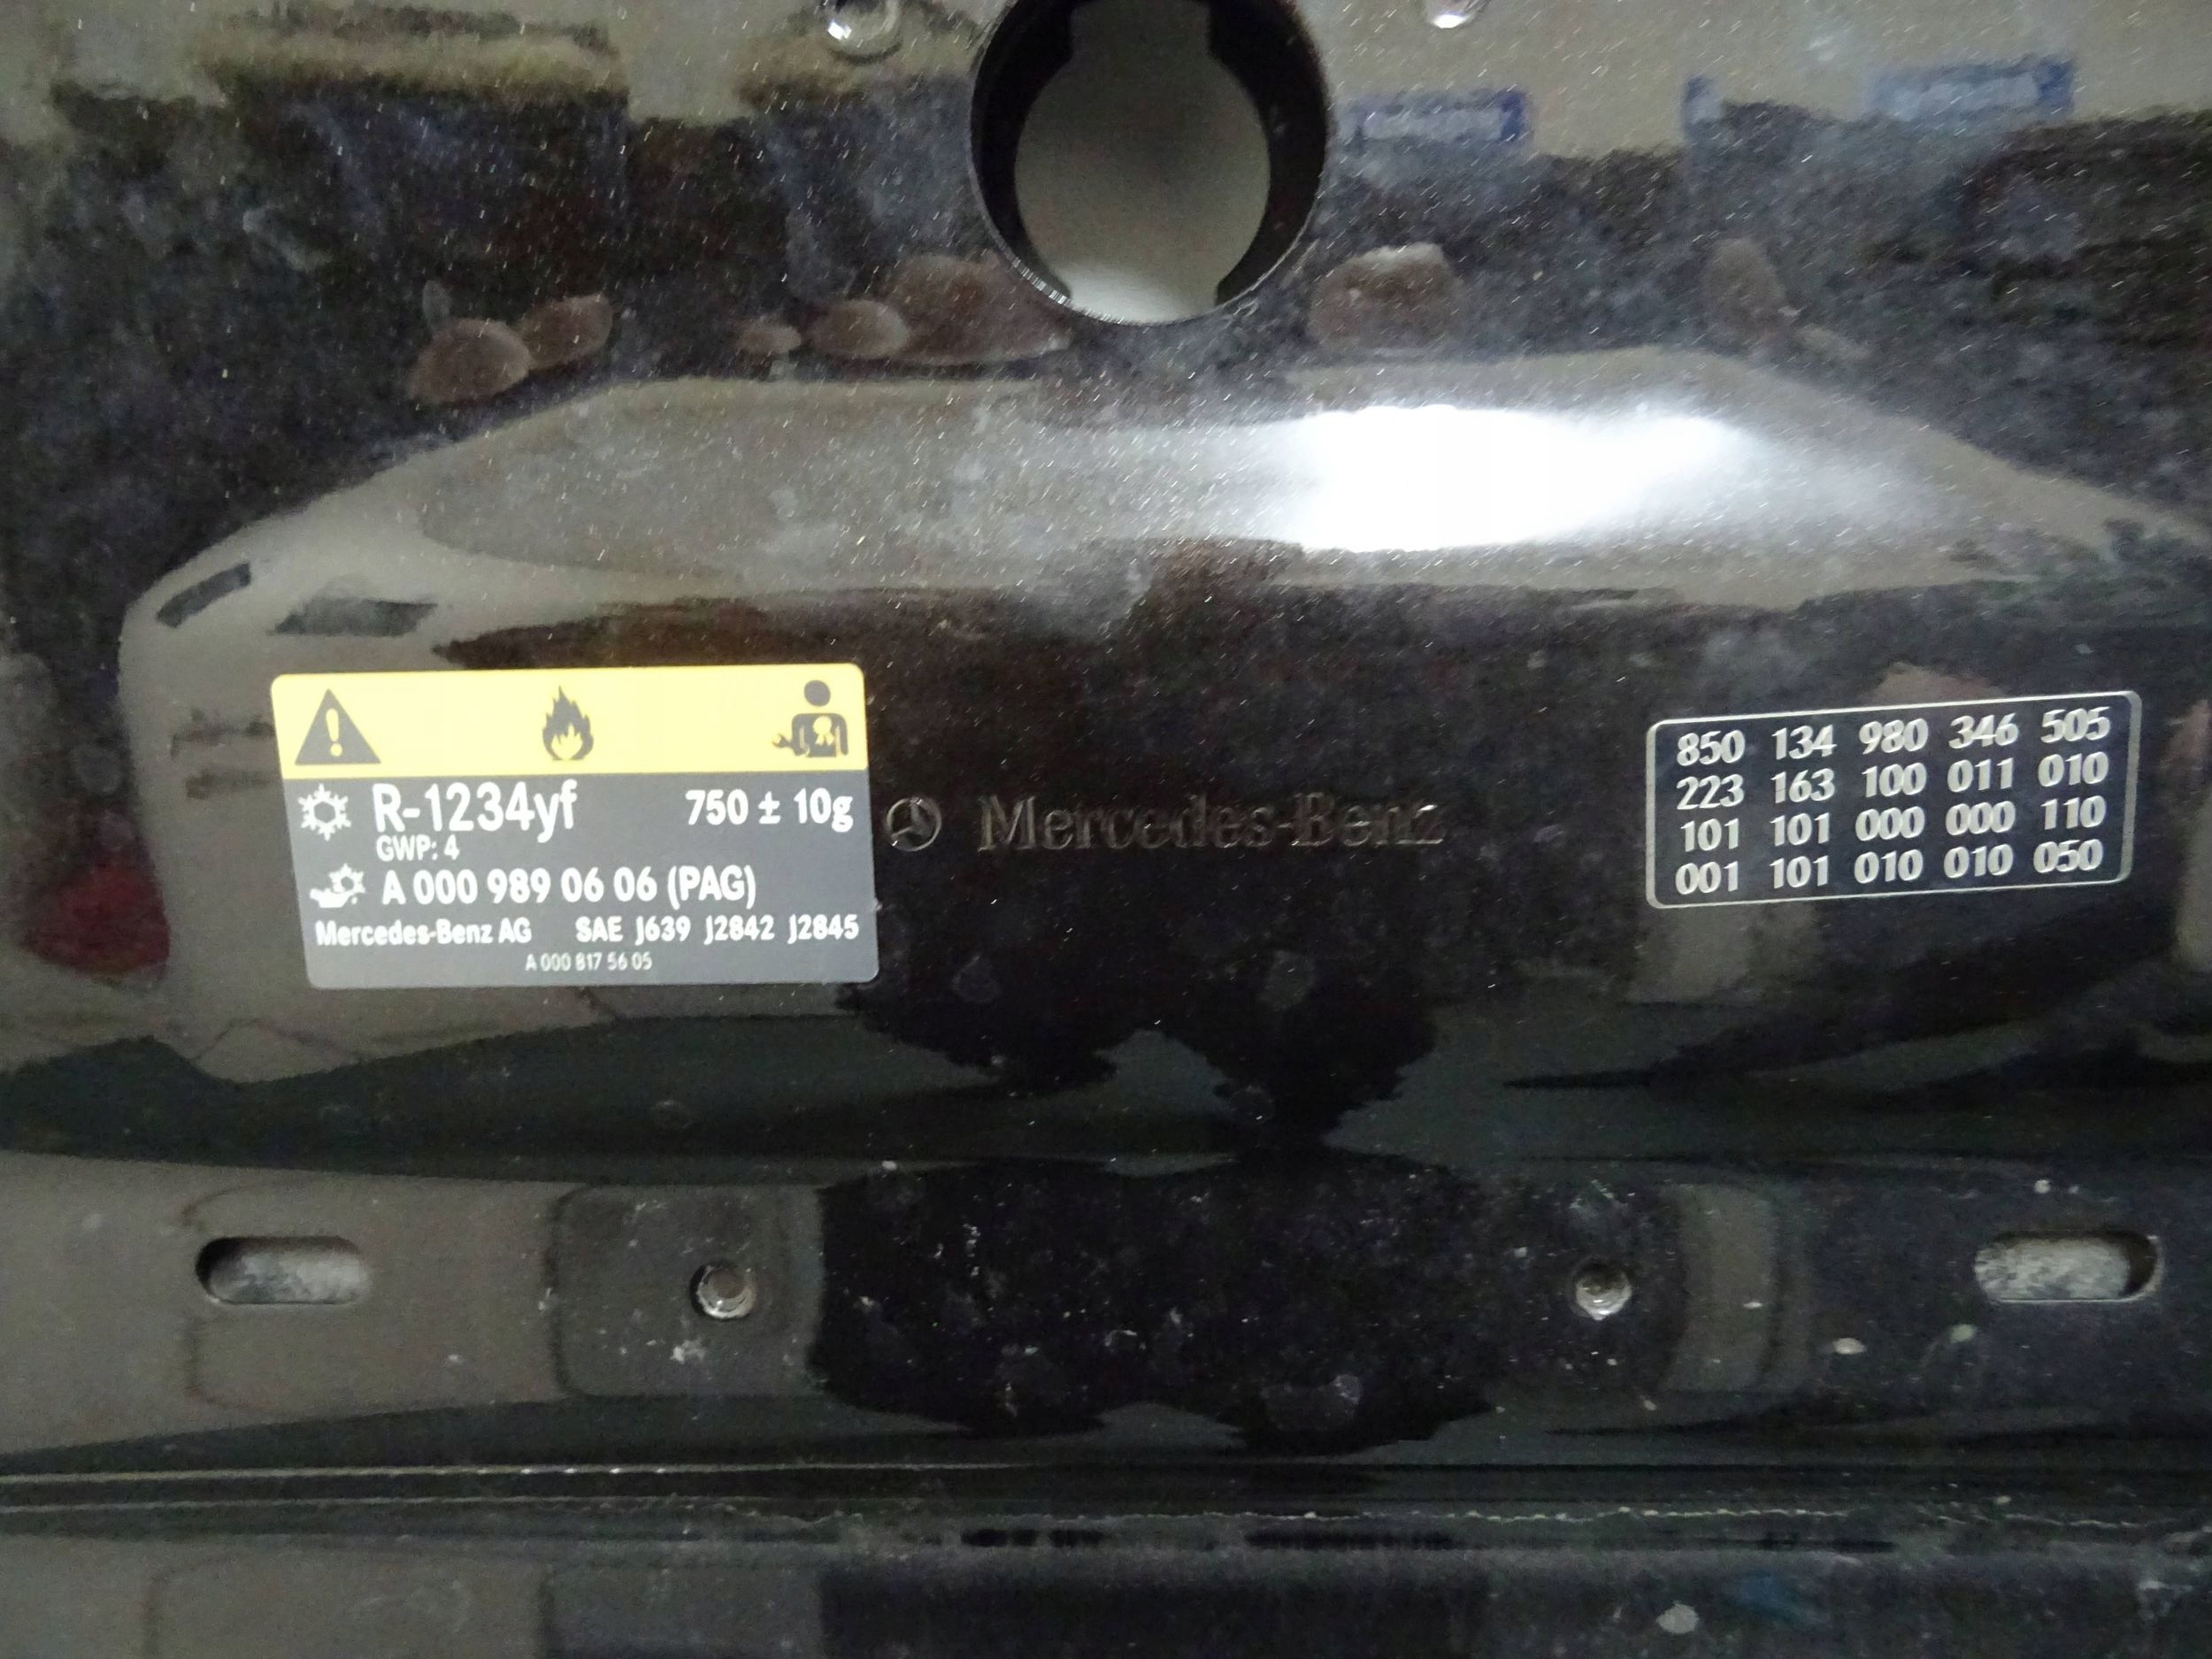 R-1234yf 750 ± 10g
GWP: 4
A 000 989 06 06 (PAG)
Mercedes-Benz AG SAE J639 J2842 J2845
A 000 817 56 05
Mercedes-Benz
850 134 980 346 505
223 163 100 011 010
101 101 000 000 110
001 101 010 010 050